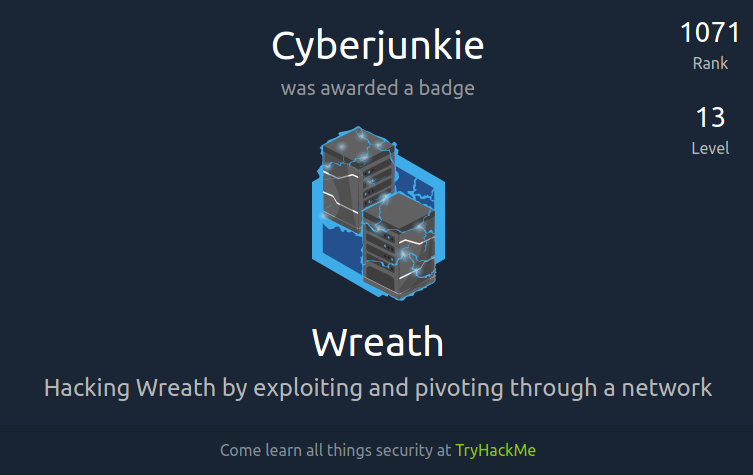 Cyberjunkie
was awarded a badge
1071
Rank
13
Level
Wreath
Hacking Wreath by exploiting and pivoting through a network
Come learn all things security at TryHackMe